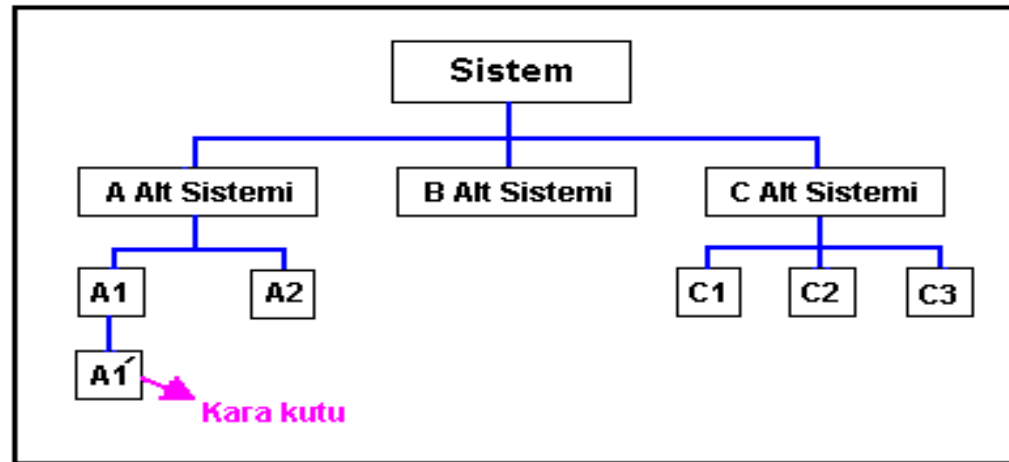 Sistem
A Alt Sistemi
B Alt Sistemi
C Alt Sistemi
A1
A2
C1
C2
C3
A1´
Kara kutu